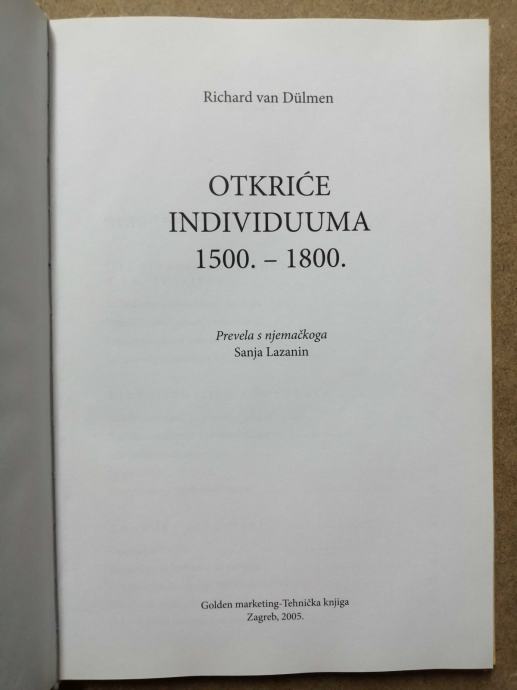 Richard van Dülmen
OTKRIĆE
INDIVIDUUMA
1500. – 1800.
Prevela s njemačkoga
Sanja Lazanin
Golden marketing-Tehnička knjiga
Zagreb, 2005.